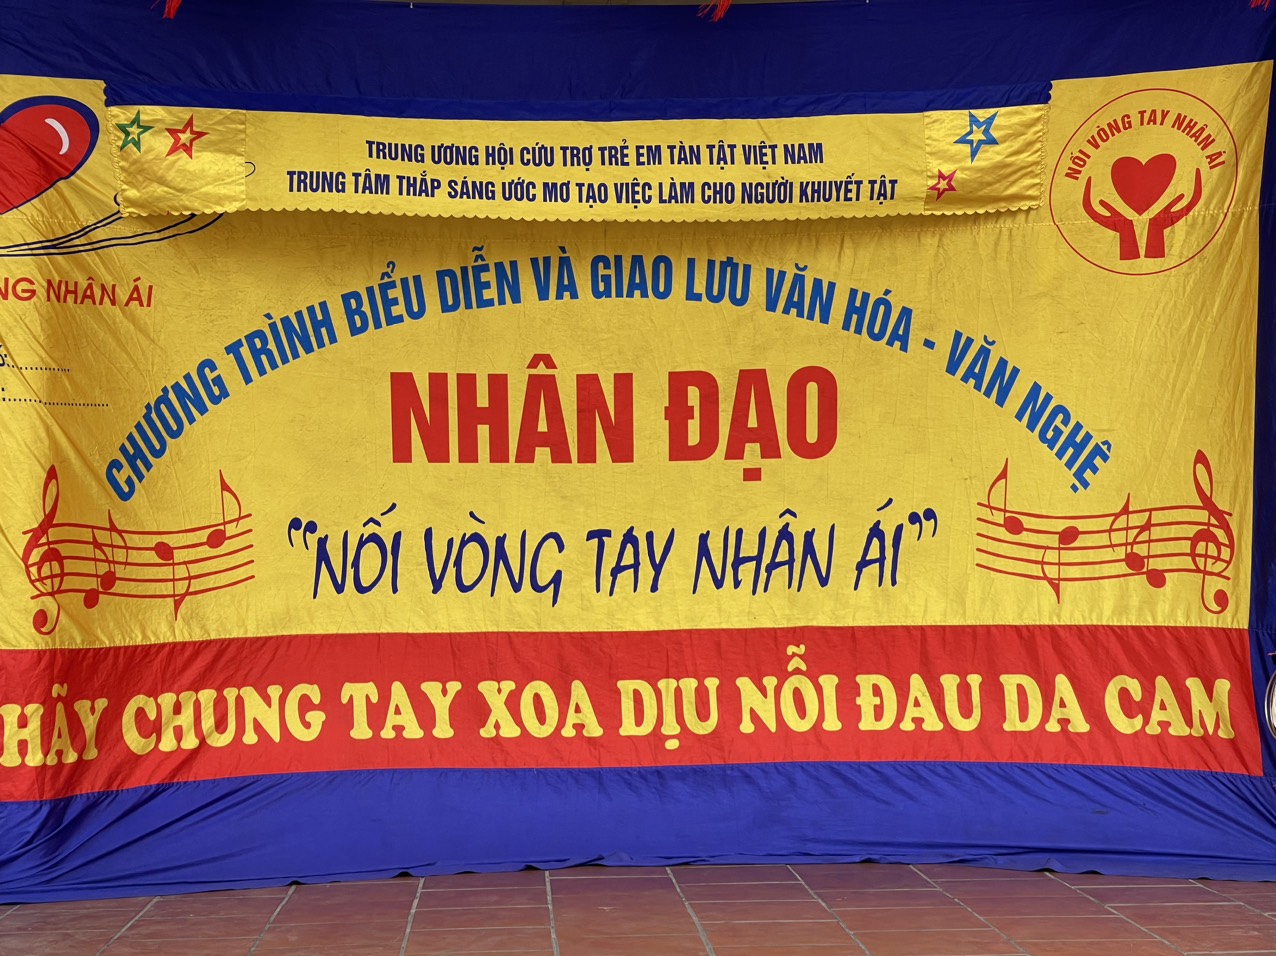 TRUNG ƯƠNG HỘI CỨU TRỢ TRẺ EM TÀN TẬT VIỆT NAM
TRUNG TÂM THẮP SÁNG ƯỚC MƠ TẠO VIỆC LÀM CHO NGƯỜI KHUYẾT TẬT
NỐI VÒNG TAY NHÂN ÁI
NG NHÂN ÁI
CHƯƠNG TRÌNH BIỂU DIỄN VÀ GIAO LƯU VĂN HÓA - VĂN NGHỆ
NHÂN ĐẠO
“NỐI VÒNG TAY NHÂN ÁI”
HÃY CHUNG TAY XOA DỊU NỖI ĐAU DA CAM